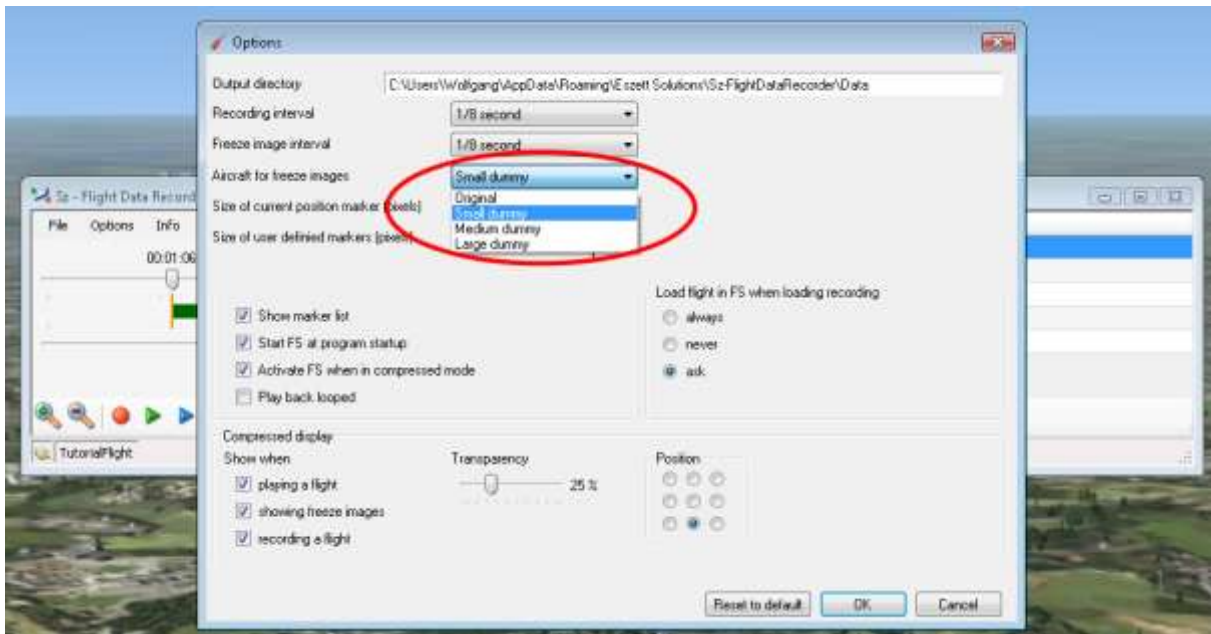 Options
Output directory C:\Users\Wolfgang\AppData\Roaming\Eszett Solutions\Sz-FlightDataRecorder\Data
Recording interval 1/8 second
Freeze image interval 1/8 second
Aircraft for freeze images Small dummy
Original
Small dummy
Medium dummy
Large dummy
Size of current position marker (pixels)
Size of user definied markers (pixels)
Sz - Flight Data Record
File Options Info
00:01:06
Show marker list
Start FS at program startup
Activate FS when in compressed mode
Play back looped
Load flight in FS when loading recording
always
never
ask
TutorialFlight
Compressed display
Show when
playing a flight
showing freeze images
recording a flight
Transparency
25 %
Position
Reset to default OK Cancel